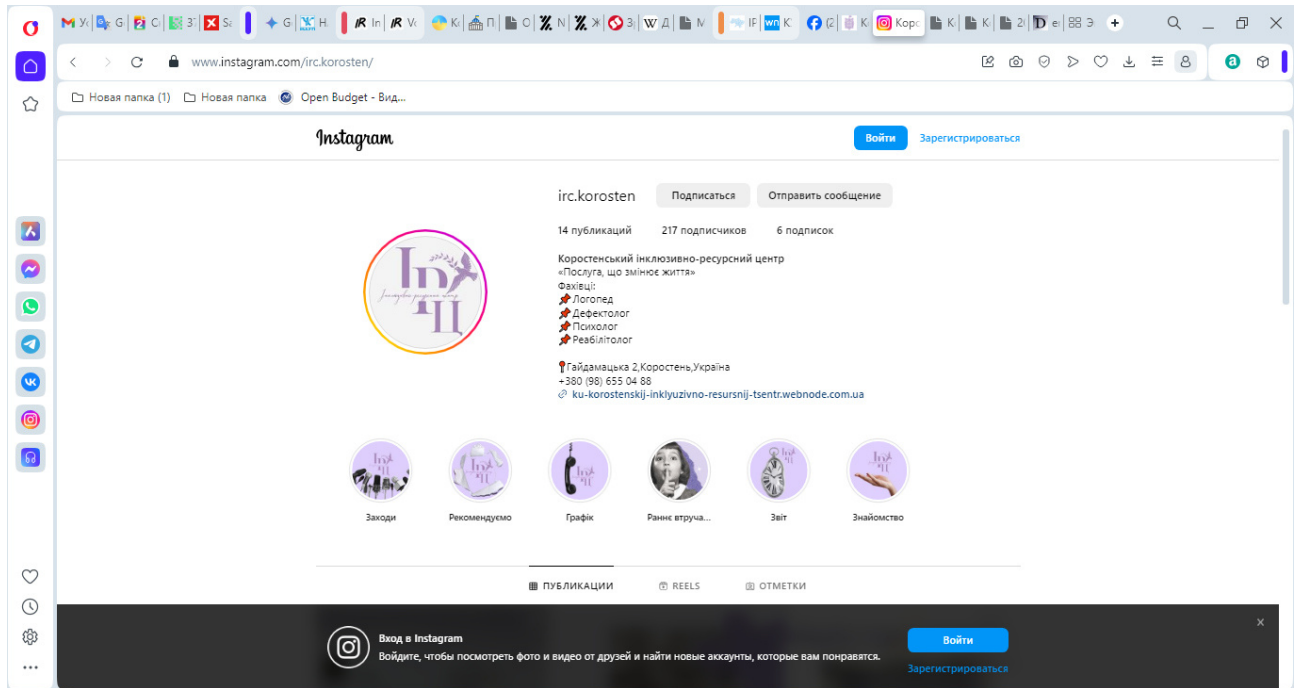 www.instagram.com/irc.korosten/
Новая папка (1) Новая папка Open Budget - Вид...
Instagram
Войти Зарегистрироваться
irc.korosten Подписаться Отправить сообщение
14 публикаций 217 подписчиков 6 подписок
Коростенський інклюзивно-ресурсний центр
«Послуга, що змінює життя»
Фахівці:
Логопед
Дефектолог
Психолог
Реабілітолог
Гайдамацька 2,Коростень,Україна
+380 (98) 655 04 88
ku-korostenskij-inklyuzivno-resursnij-tsentr.webnode.com.ua
Заходи Рекомендуємо Графік Раннє втруча... Звіт Знайомство
ПУБЛИКАЦИИ REELS ОТМЕТКИ
Вход в Instagram
Войдите, чтобы посмотреть фото и видео от друзей и найти новые аккаунты, которые вам понравятся.
Войти
Зарегистрироваться